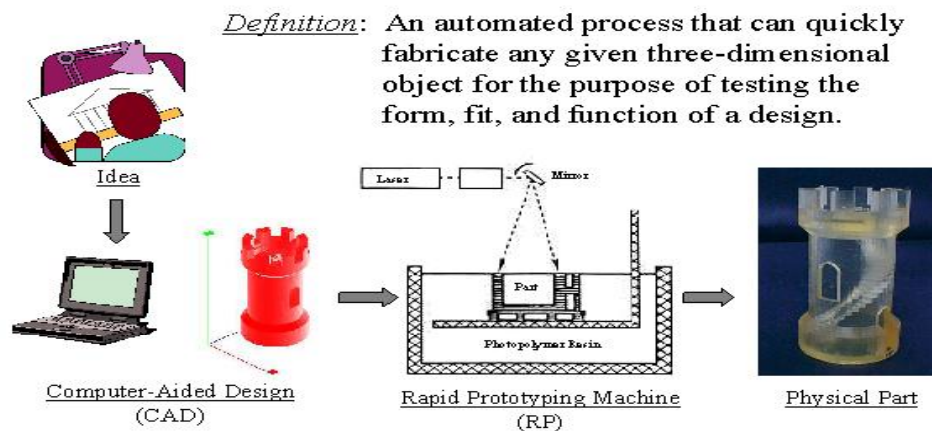 Definition: An automated process that can quickly
fabricate any given three-dimensional
object for the purpose of testing the
form, fit, and function of a design.
Idea
Laser
Mirror
Part
Photopolymer Resin
Computer-Aided Design
(CAD)
Rapid Prototyping Machine
(RP)
Physical Part